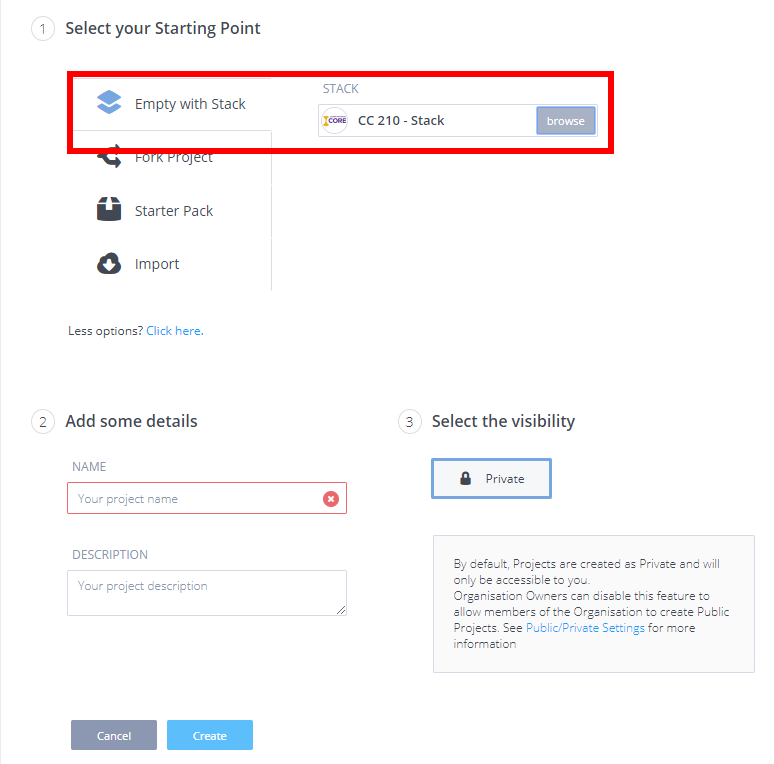 1 Select your Starting Point
Empty with Stack
STACK
CORE CC 210 - Stack browse
Fork Project
Starter Pack
Import
Less options? Click here.
2 Add some details
NAME
Your project name
DESCRIPTION
Your project description
3 Select the visibility
Private
By default, Projects are created as Private and will
only be accessible to you.
Organisation Owners can disable this feature to
allow members of the Organisation to create Public
Projects. See Public/Private Settings for more
information
Cancel Create